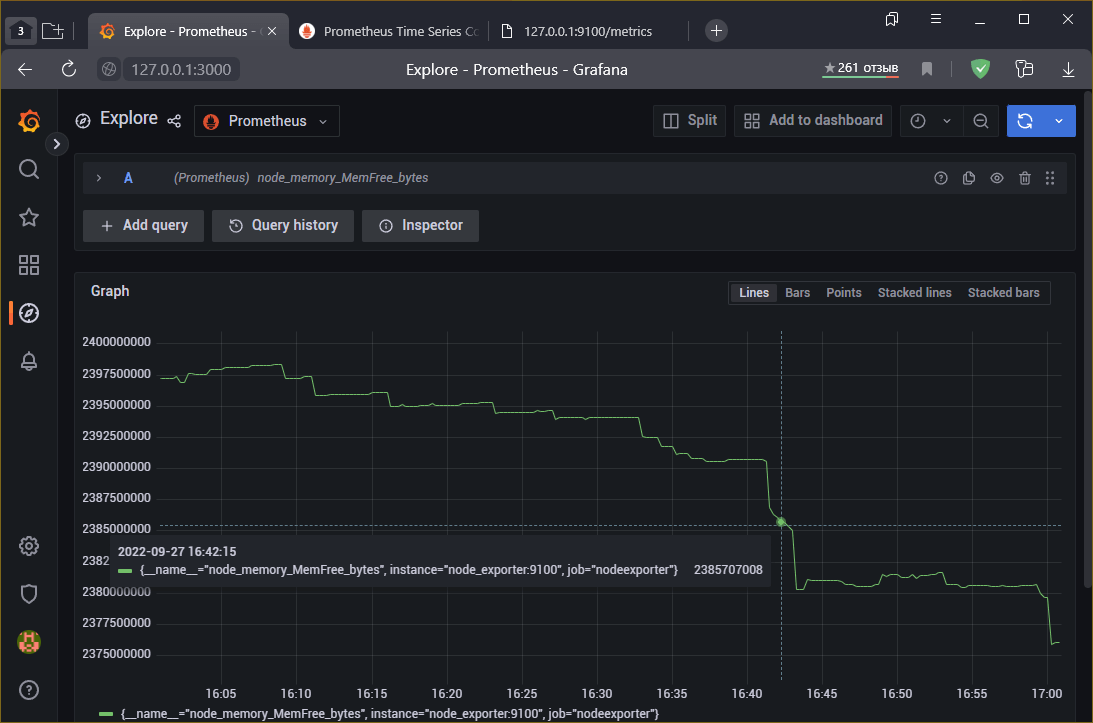 3
Explore - Prometheus -
Prometheus Time Series Co
127.0.0.1:9100/metrics
127.0.0.1:3000
Explore - Prometheus - Grafana
★261 отзыв
Explore
Prometheus
Split
Add to dashboard
A
(Prometheus) node_memory_MemFree_bytes
Add query
Query history
Inspector
Graph
Lines
Bars
Points
Stacked lines
Stacked bars
2400000000
2397500000
2395000000
2392500000
2390000000
2387500000
2385000000
2382
2022-09-27 16:42:15
{__name__="node_memory_MemFree_bytes", instance="node_exporter:9100", job="nodeexporter"} 2385707008
2380000000
2377500000
2375000000
16:05 16:10 16:15 16:20 16:25 16:30 16:35 16:40 16:45 16:50 16:55 17:00
{__name__="node_memory_MemFree_bytes", instance="node_exporter:9100", job="nodeexporter"}